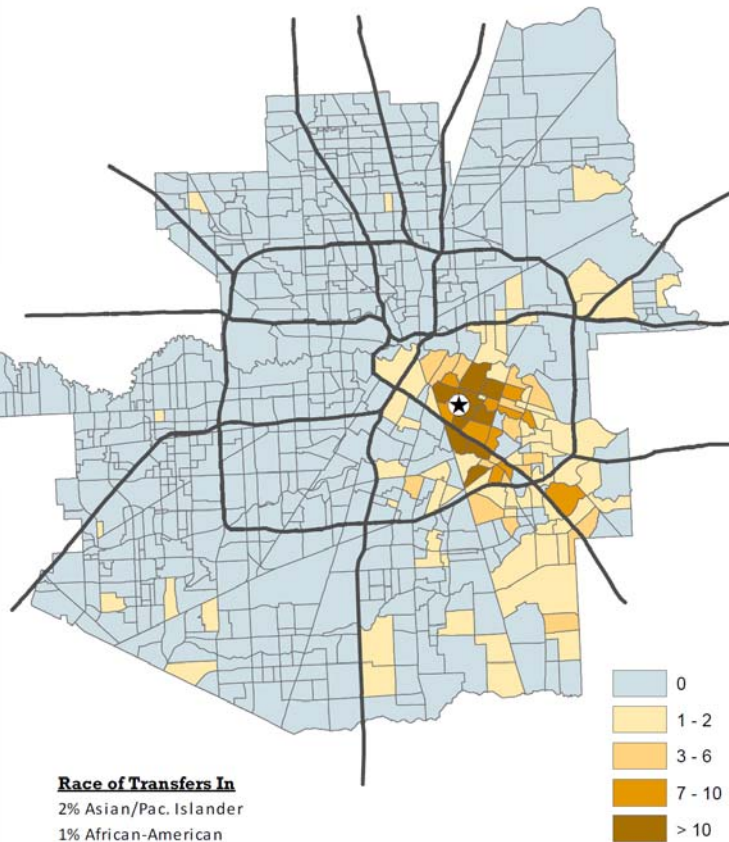 0
1 - 2
3 - 6
7 - 10
> 10
Race of Transfers In
2% Asian/Pac. Islander
1% African-American